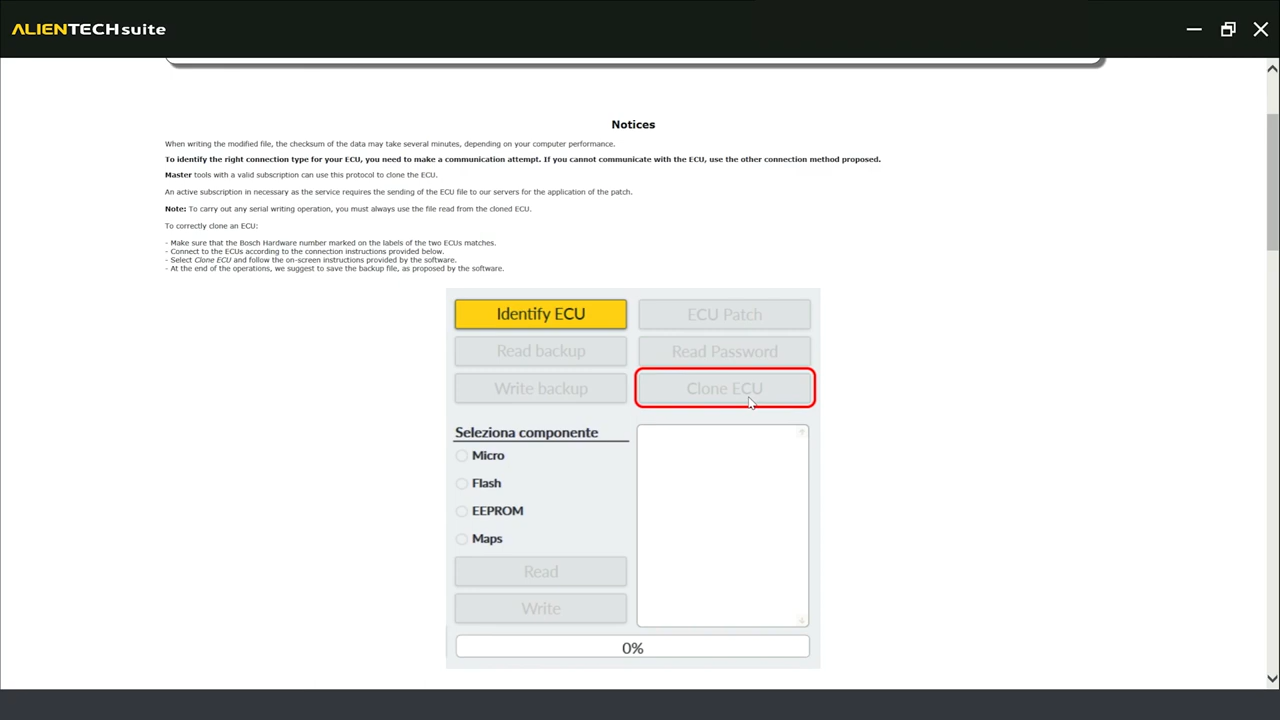 ALIENTECH suite
Notices
When writing the modified file, the checksum of the data may take several minutes, depending on your computer performance.
To identify the right connection type for your ECU, you need to make a communication attempt. If you cannot communicate with the ECU, use the other connection method proposed.
Master tools with a valid subscription can use this protocol to clone the ECU.
An active subscription in necessary as the service requires the sending of the ECU file to our servers for the application of the patch.
Note: To carry out any serial writing operation, you must always use the file read from the cloned ECU.
To correctly clone an ECU:
- Make sure that the Bosch Hardware number marked on the labels of the two ECUs matches.
- Connect to the ECUs according to the connection instructions provided below.
- Select Clone ECU and follow the on-screen instructions provided by the software.
- At the end of the operations, we suggest to save the backup file, as proposed by the software.
Identify ECU
ECU Patch
Read backup
Read Password
Write backup
Clone ECU
Seleziona componente
Micro
Flash
EEPROM
Maps
Read
Write
0%